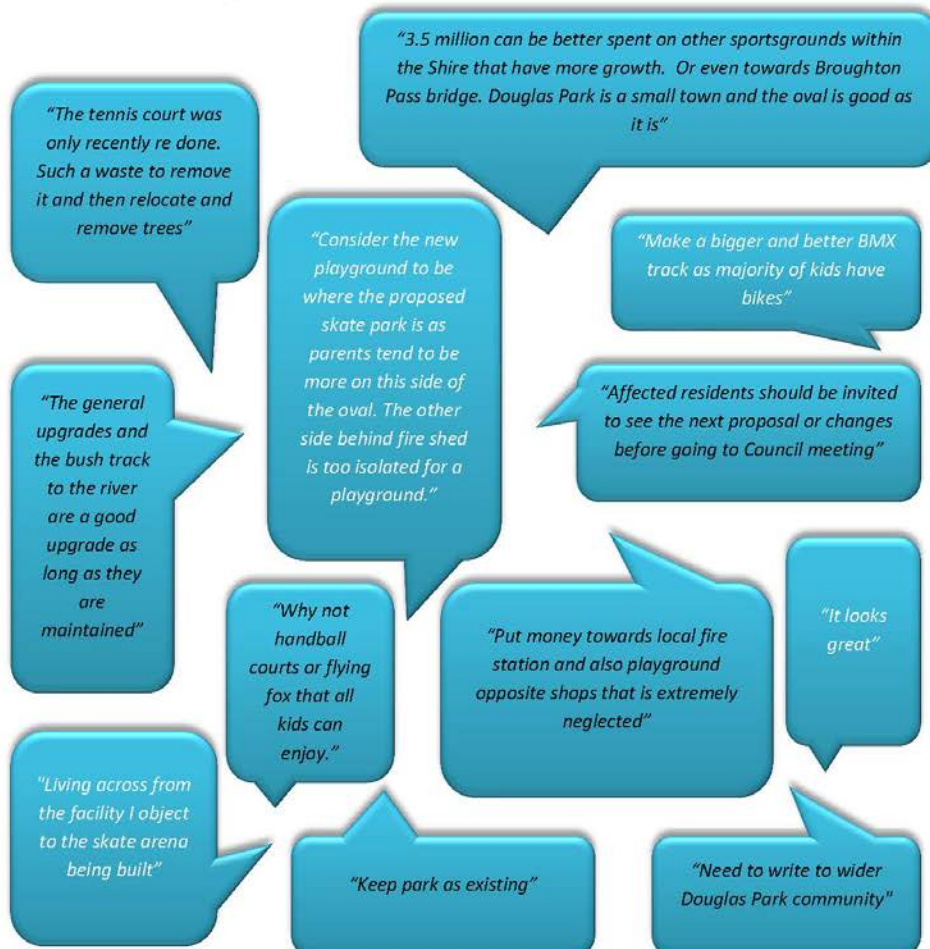 “3.5 million can be better spent on other sportsgrounds within
the Shire that have more growth. Or even towards Broughton
Pass bridge. Douglas Park is a small town and the oval is good as
it is”
“The tennis court was
only recently re done.
Such a waste to remove
it and then relocate and
remove trees”
“Consider the new
playground to be
where the proposed
skate park is as
parents tend to be
more on this side of
the oval. The other
side behind fire shed
is too isolated for a
playground.”
“Make a bigger and better BMX
track as majority of kids have
bikes”
“The general
upgrades and
the bush track
to the river
are a good
upgrade as
long as they
are
maintained”
“Affected residents should be invited
to see the next proposal or changes
before going to Council meeting”
“Why not
handball
courts or flying
fox that all
kids can
enjoy.”
“Put money towards local fire
station and also playground
opposite shops that is extremely
neglected”
“It looks
great”
"Living across from
the facility I object
to the skate arena
being built”
“Keep park as existing”
“Need to write to wider
Douglas Park community"